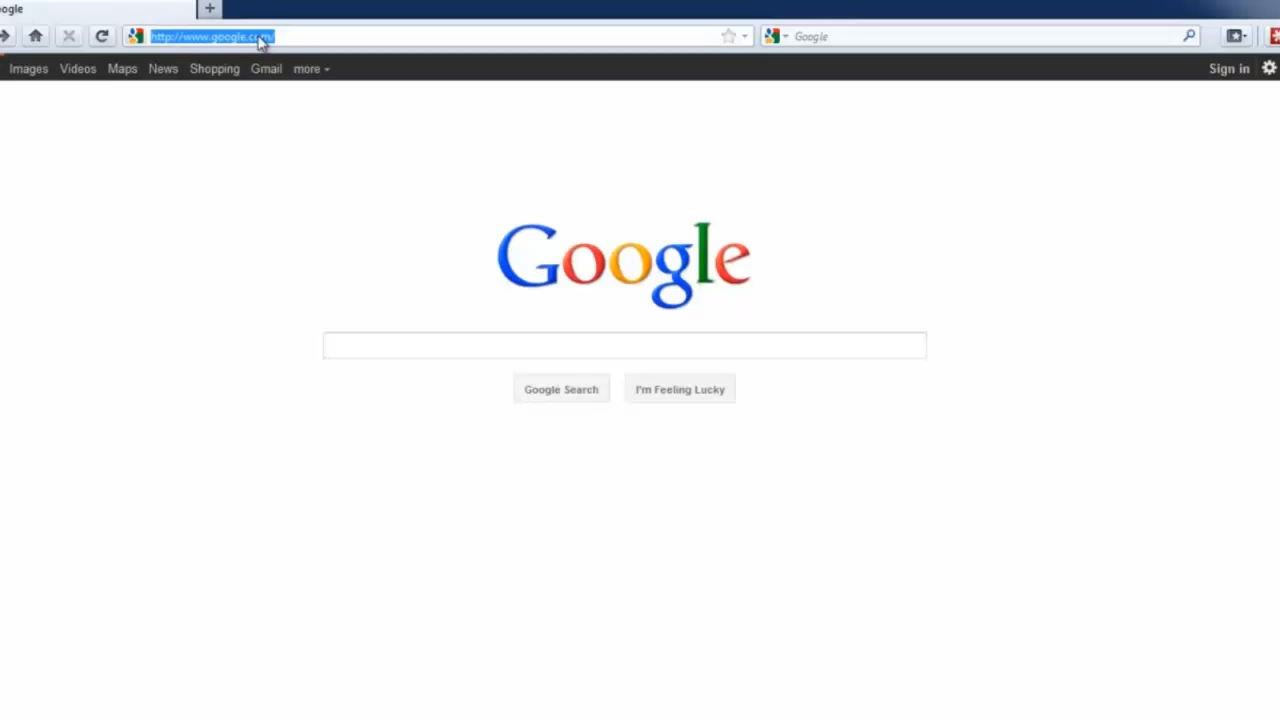 ogle
http://www.google.com/
Google
Images Videos Maps News Shopping Gmail more
Sign in
Google
Google Search I'm Feeling Lucky